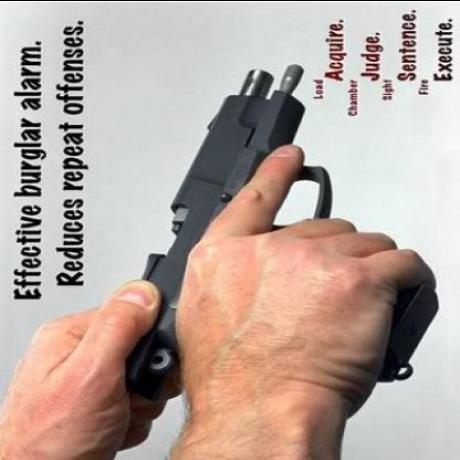 Effective burglar alarm.
Reduces repeat offenses.
Load
Acquire.
Chamber
Judge.
Sight
Sentence.
Fire
Execute.